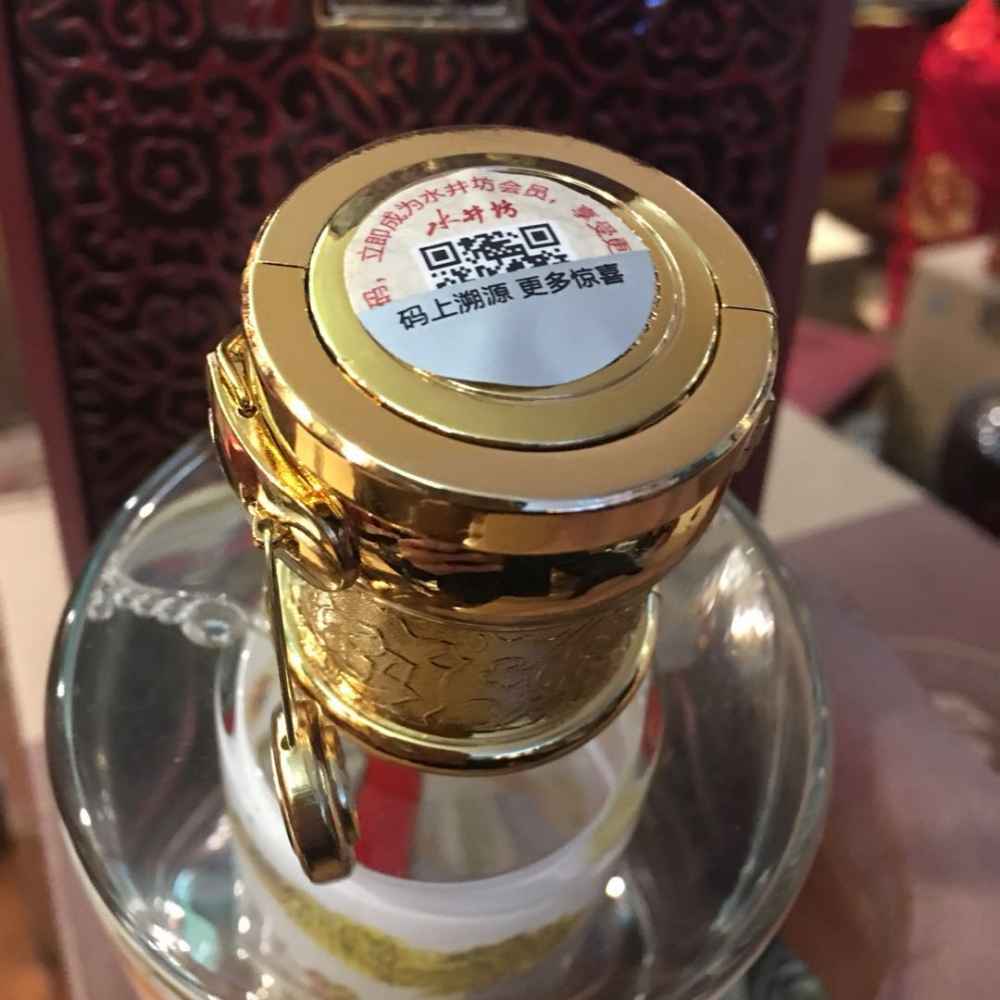 码，立即成为水井坊会员，享受更
水井坊
码上溯源 更多惊喜